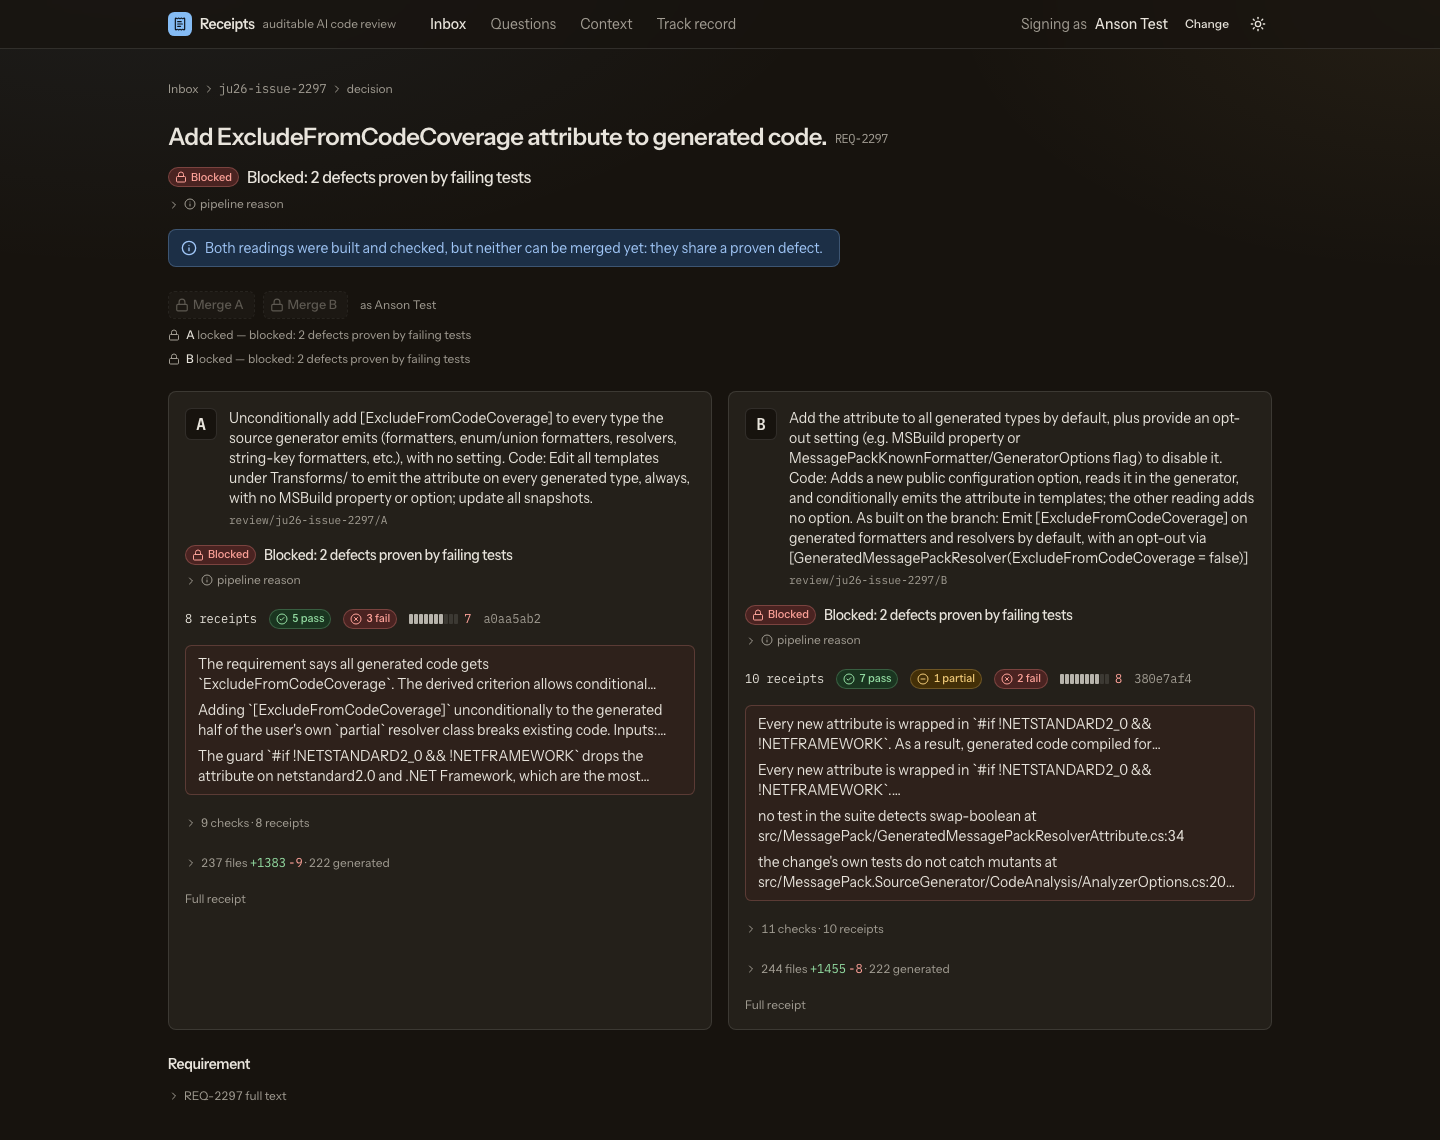 Receipts auditable AI code review Inbox Questions Context Track record Signing as Anson Test Change
Inbox > ju26-issue-2297 > decision
Add ExcludeFromCodeCoverage attribute to generated code. REQ-2297
Blocked Blocked: 2 defects proven by failing tests
pipeline reason
Both readings were built and checked, but neither can be merged yet: they share a proven defect.
Merge A Merge B as Anson Test
A locked — blocked: 2 defects proven by failing tests
B locked — blocked: 2 defects proven by failing tests
A
Unconditionally add [ExcludeFromCodeCoverage] to every type the
source generator emits (formatters, enum/union formatters, resolvers,
string-key formatters, etc.), with no setting. Code: Edit all templates
under Transforms/ to emit the attribute on every generated type, always,
with no MSBuild property or option; update all snapshots.
review/ju26-issue-2297/A
Blocked Blocked: 2 defects proven by failing tests
pipeline reason
8 receipts 5 pass 3 fail 7 a0aa5ab2
The requirement says all generated code gets
`ExcludeFromCodeCoverage`. The derived criterion allows conditional...
Adding `[ExcludeFromCodeCoverage]` unconditionally to the generated
half of the user's own `partial` resolver class breaks existing code. Inputs:...
The guard `#if !NETSTANDARD2_0 && !NETFRAMEWORK` drops the
attribute on netstandard2.0 and .NET Framework, which are the most...
9 checks · 8 receipts
237 files +1383 -9 · 222 generated
Full receipt
B
Add the attribute to all generated types by default, plus provide an opt-
out setting (e.g. MSBuild property or
MessagePackKnownFormatter/GeneratorOptions flag) to disable it.
Code: Adds a new public configuration option, reads it in the generator,
and conditionally emits the attribute in templates; the other reading adds
no option. As built on the branch: Emit [ExcludeFromCodeCoverage] on
generated formatters and resolvers by default, with an opt-out via
[GeneratedMessagePackResolver(ExcludeFromCodeCoverage = false)]
review/ju26-issue-2297/B
Blocked Blocked: 2 defects proven by failing tests
pipeline reason
10 receipts 7 pass 1 partial 2 fail 8 380e7af4
Every new attribute is wrapped in `#if !NETSTANDARD2_0 &&
!NETFRAMEWORK`. As a result, generated code compiled for...
Every new attribute is wrapped in `#if !NETSTANDARD2_0 &&
!NETFRAMEWORK`....
no test in the suite detects swap-boolean at
src/MessagePack/GeneratedMessagePackResolverAttribute.cs:34
the change's own tests do not catch mutants at
src/MessagePack.SourceGenerator/CodeAnalysis/AnalyzerOptions.cs:20...
11 checks · 10 receipts
244 files +1455 -8 · 222 generated
Full receipt
Requirement
REQ-2297 full text